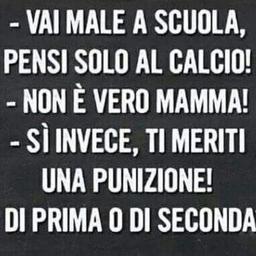 - VAI MALE A SCUOLA,
PENSI SOLO AL CALCIO!
- NON È VERO MAMMA!
- SÌ INVECE, TI MERITI
UNA PUNIZIONE!
DI PRIMA O DI SECONDA